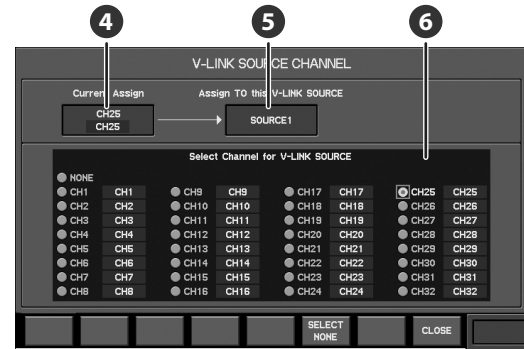 4 5 6
V-LINK SOURCE CHANNEL
Current Assign Assign TO this V-LINK SOURCE
CH25 SOURCE1
CH25
Select Channel for V-LINK SOURCE
NONE
CH1 CH1 CH9 CH9 CH17 CH17 CH25 CH25
CH2 CH2 CH10 CH10 CH18 CH18 CH26 CH26
CH3 CH3 CH11 CH11 CH19 CH19 CH27 CH27
CH4 CH4 CH12 CH12 CH20 CH20 CH28 CH28
CH5 CH5 CH13 CH13 CH21 CH21 CH29 CH29
CH6 CH6 CH14 CH14 CH22 CH22 CH30 CH30
CH7 CH7 CH15 CH15 CH23 CH23 CH31 CH31
CH8 CH8 CH16 CH16 CH24 CH24 CH32 CH32
SELECT NONE CLOSE